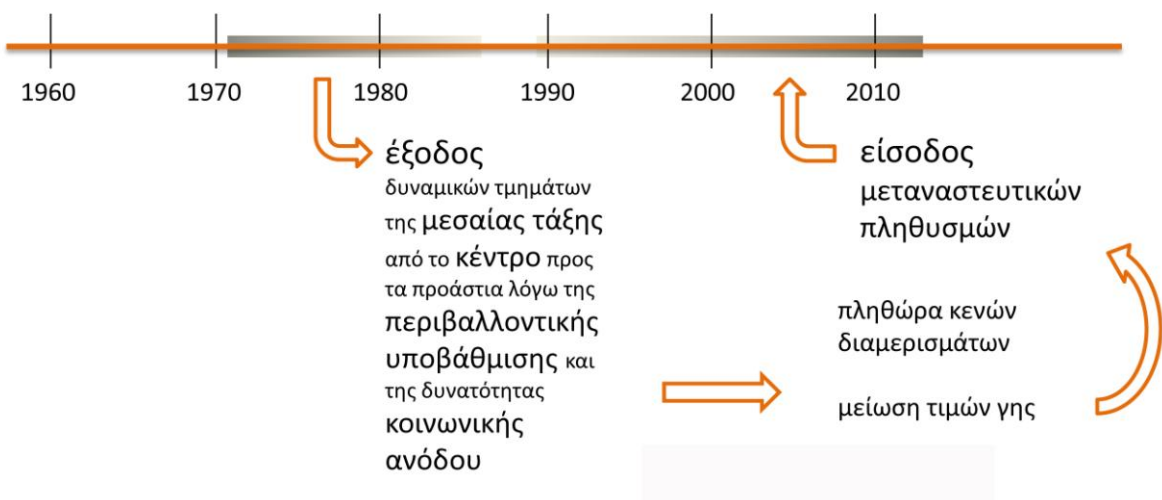 1960 1970 1980 1990 2000 2010
έξοδος
δυναμικών τμημάτων
της μεσαίας τάξης
από το κέντρο προς
τα προάστια λόγω της
περιβαλλοντικής
υποβάθμισης και
της δυνατότητας
κοινωνικής
ανόδου
πληθώρα κενών
διαμερισμάτων
μείωση τιμών γης
είσοδος
μεταναστευτικών
πληθυσμών